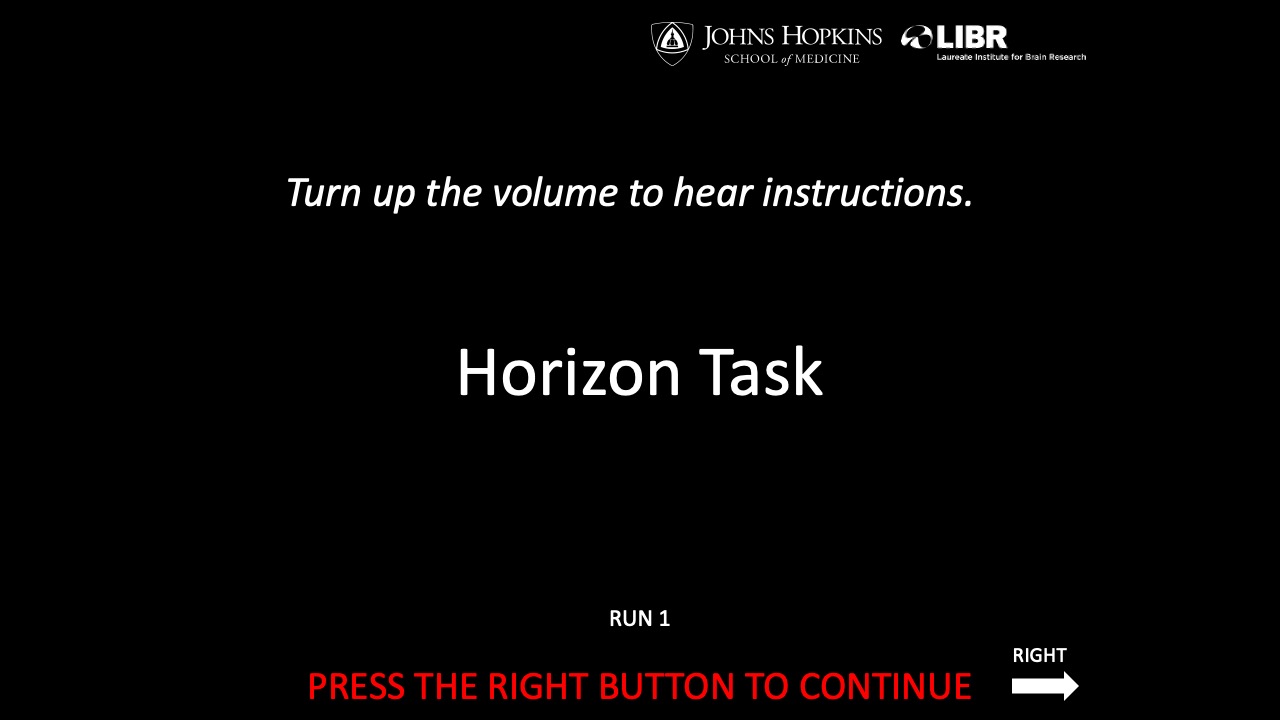 JOHNS HOPKINS
SCHOOL of MEDICINE
LIBR
Laureate Institute for Brain Research
Turn up the volume to hear instructions.
Horizon Task
RUN 1
RIGHT
PRESS THE RIGHT BUTTON TO CONTINUE